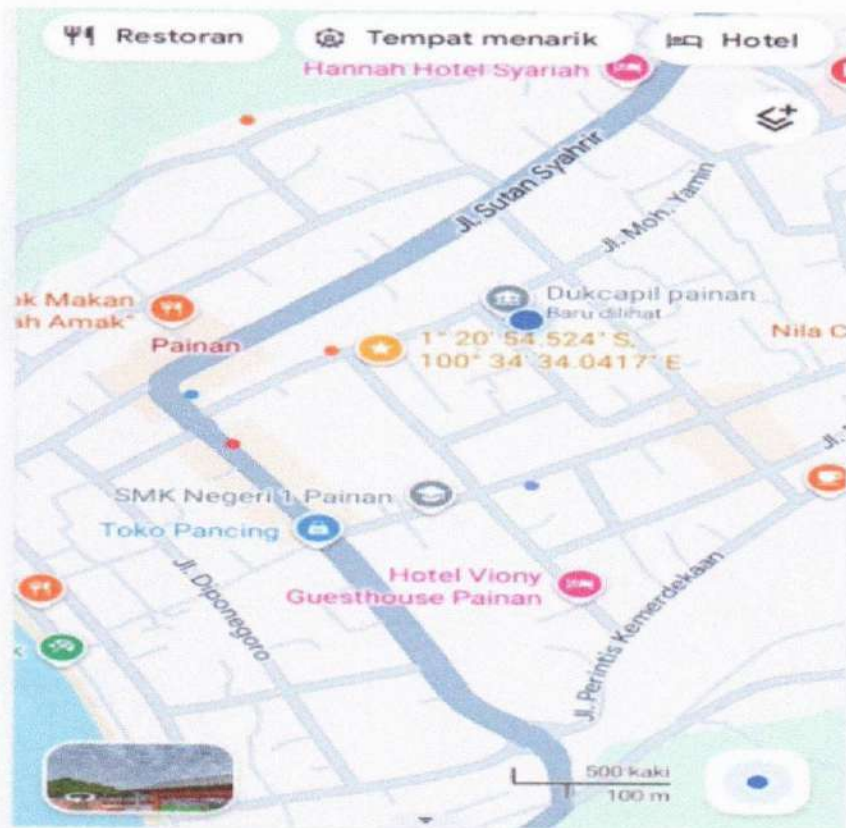 Restoran
Tempat menarik
Hotel
Hannah Hotel Syariah
Jl. Sutan Syahrir
Jl. Moh. Yamin
ak Makan
ah Amak"
Dukcapil painan
Baru dilihat
Painan
1° 20' 54.524" S,
100° 34' 34.0417" E
Nila C
SMK Negeri 1 Painan
Toko Pancing
Jl. Diponegoro
Hotel Viony
Guesthouse Painan
Jl. Perintis Kemerdekaan
500 kaki
100 m